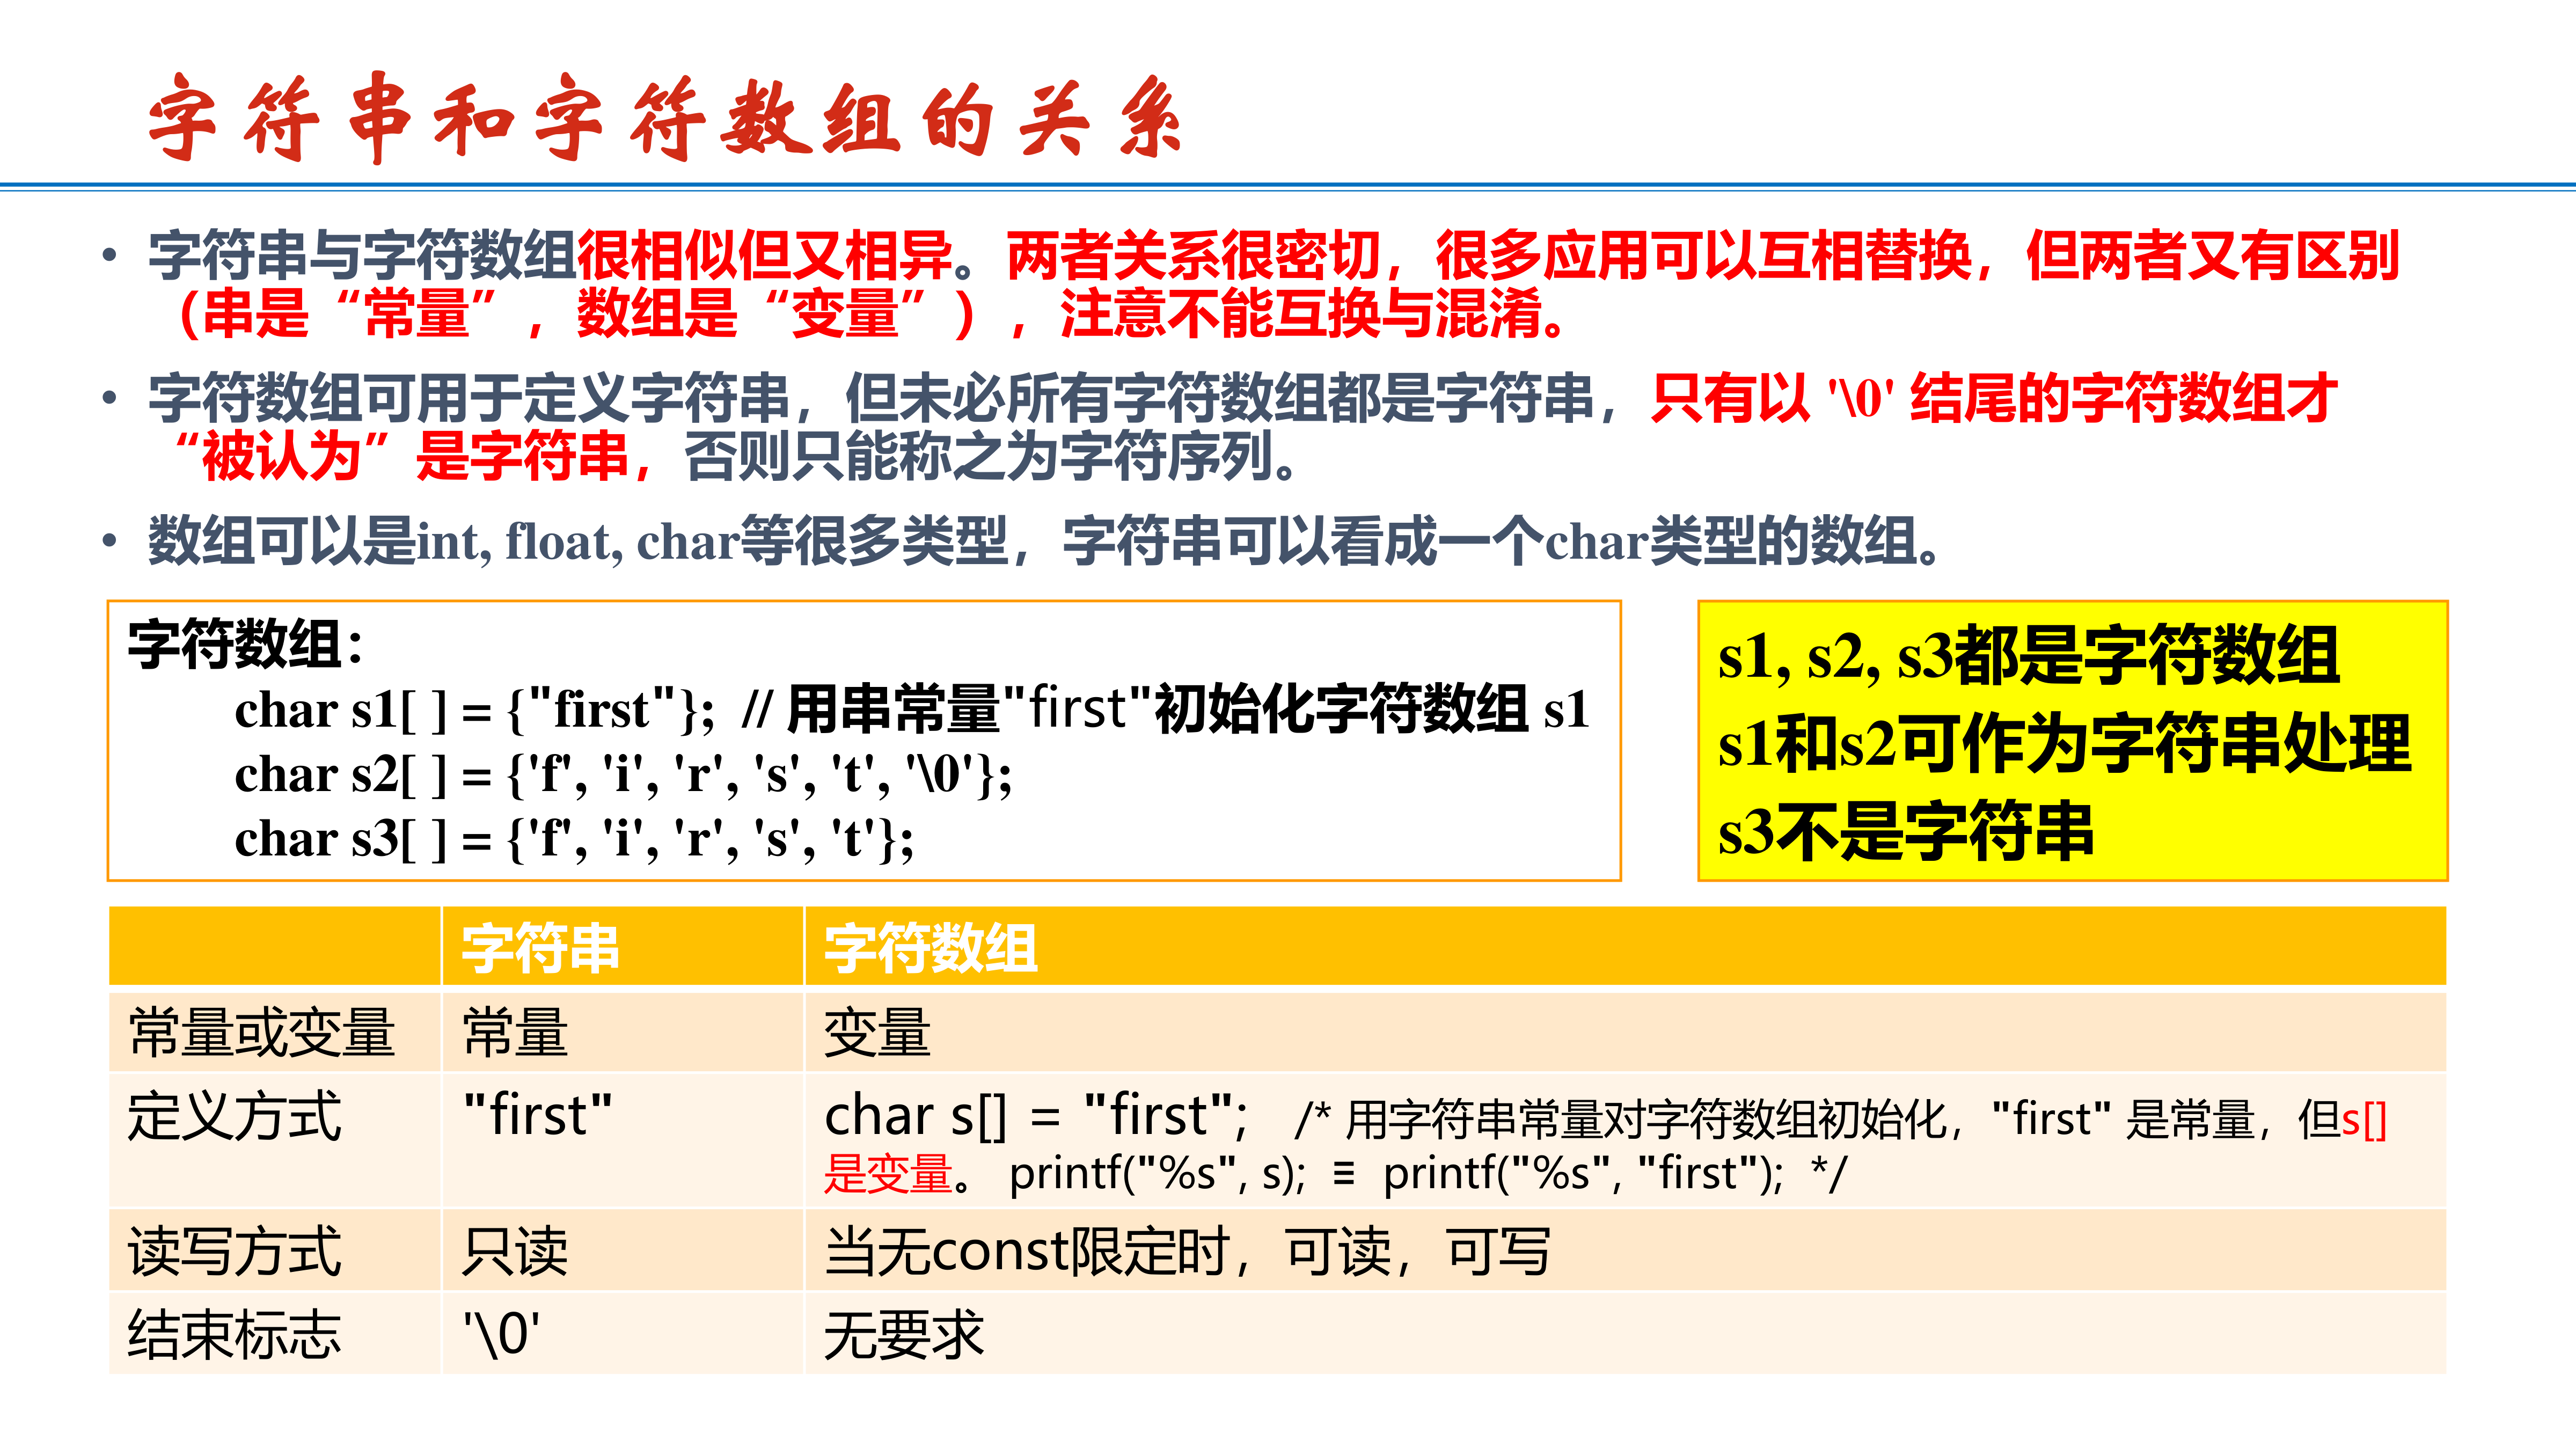 字符串和字符数组的关系
• 字符串与字符数组很相似但又相异。两者关系很密切，很多应用可以互相替换，但两者又有区别
（串是“常量”，数组是“变量”），注意不能互换与混淆。
• 字符数组可用于定义字符串，但未必所有字符数组都是字符串，只有以 '\0' 结尾的字符数组才
“被认为”是字符串，否则只能称之为字符序列。
• 数组可以是int, float, char等很多类型，字符串可以看成一个char类型的数组。
字符数组：
char s1[ ] = {"first"};  // 用串常量"first"初始化字符数组 s1
char s2[ ] = {'f', 'i', 'r', 's', 't', '\0'};
char s3[ ] = {'f', 'i', 'r', 's', 't'};
s1, s2, s3都是字符数组
s1和s2可作为字符串处理
s3不是字符串
字符串 字符数组
常量或变量 常量 变量
定义方式 "first" char s[] = "first";   /* 用字符串常量对字符数组初始化，"first" 是常量，但s[]
是变量。 printf("%s", s);  ≡  printf("%s", "first");  */
读写方式 只读 当无const限定时，可读，可写
结束标志 '\0' 无要求